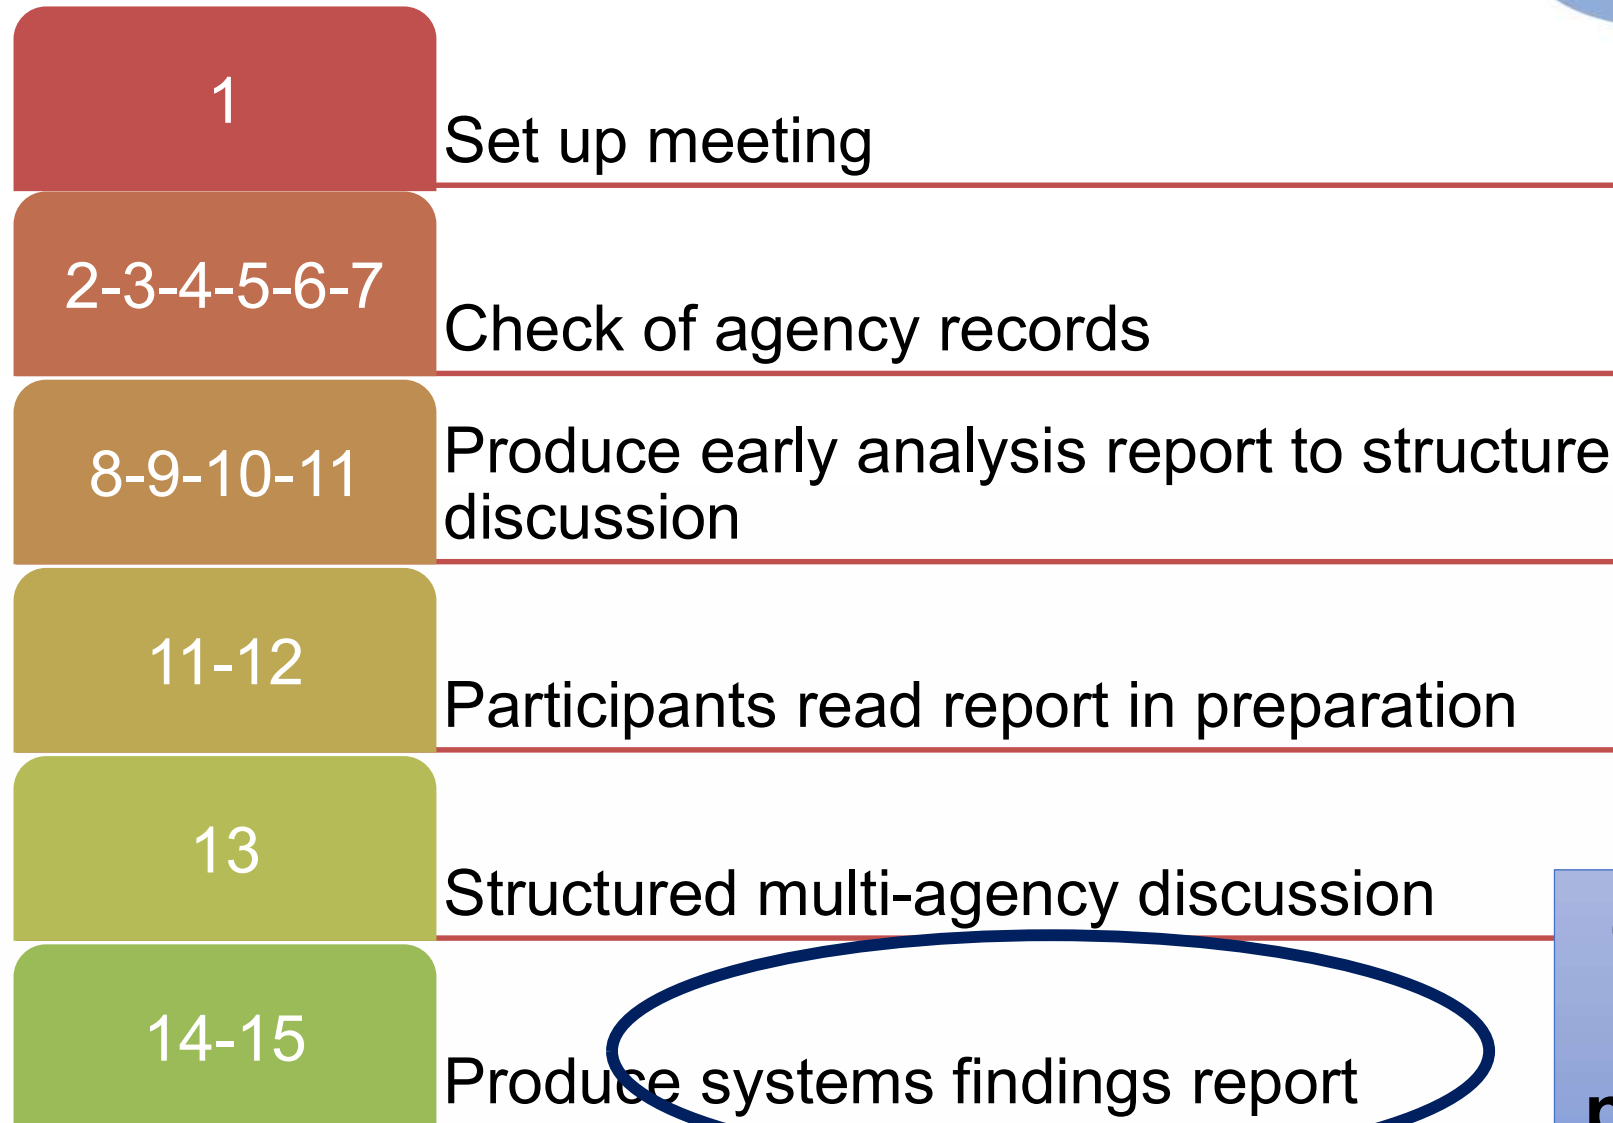 1
Set up meeting
2-3-4-5-6-7
Check of agency records
8-9-10-11
Produce early analysis report to structure
discussion
11-12
Participants read report in preparation
13
Structured multi-agency discussion
14-15
Produce systems findings report